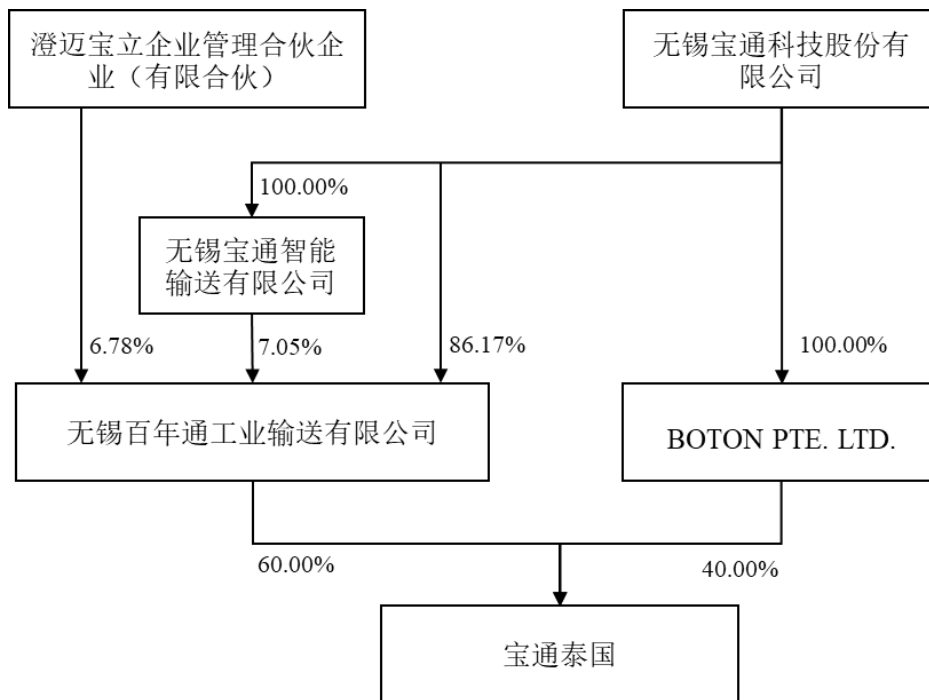 澄迈宝立企业管理合伙企
业（有限合伙）
无锡宝通科技股份有
限公司
100.00%
无锡宝通智能
输送有限公司
6.78%
7.05%
86.17%
100.00%
无锡百年通工业输送有限公司
BOTON PTE. LTD.
60.00%
40.00%
宝通泰国